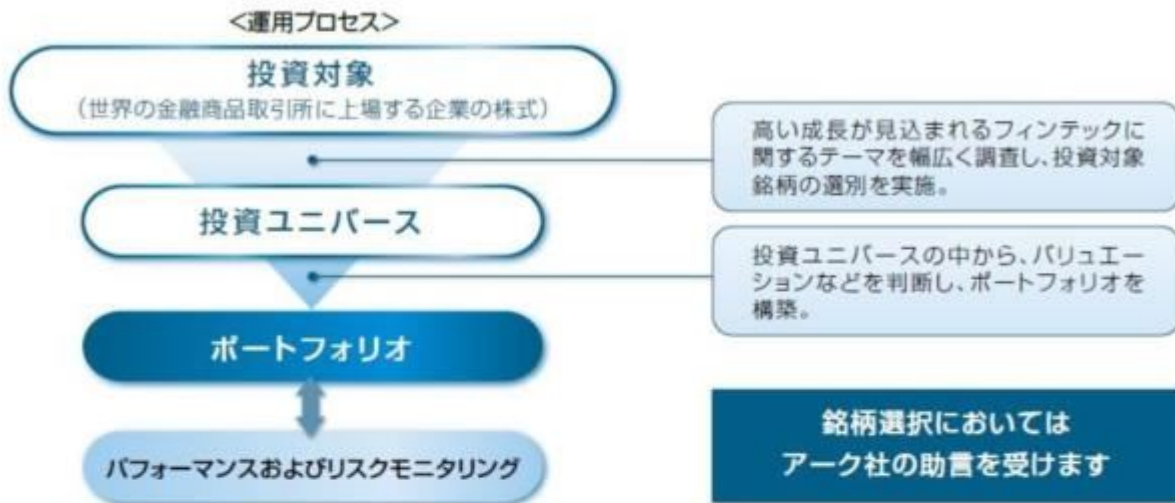 <運用プロセス>
投資対象
(世界の金融商品取引所に上場する企業の株式)
高い成長が見込まれるフィンテックに
関するテーマを幅広く調査し、投資対象
銘柄の選別を実施。
投資ユニバース
投資ユニバースの中から、バリュエー
ションなどを判断し、ポートフォリオを
構築。
ポートフォリオ
パフォーマンスおよびリスクモニタリング
銘柄選択においては
アーク社の助言を受けます